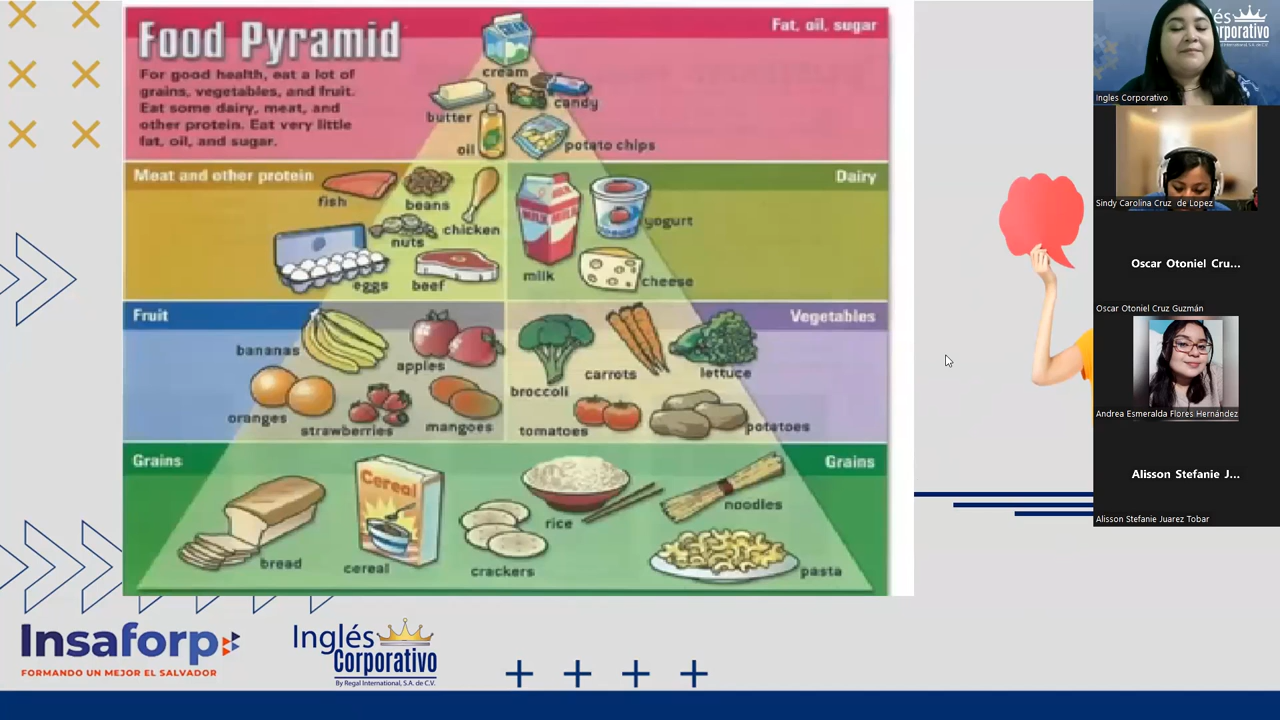 Food Pyramid
For good health, eat a lot of
grains, vegetables, and fruit.
Eat some dairy, meat, and
other protein. Eat very little
fat, oil, and sugar.
Fat, oil, sugar
cream
butter
candy
oil
potato chips
Meat and other protein
fish
beans
nuts
chicken
eggs
beef
Dairy
MILK
milk
yogurt
cheese
Fruit
bananas
apples
oranges
strawberries
mangoes
Vegetables
broccoli
carrots
lettuce
tomatoes
potatoes
Grains
Grains
bread
Cereal
cereal
crackers
rice
noodles
pasta
Insaforp
FORMANDO UN MEJOR EL SALVADOR
Inglés
Corporativo
By Regal International, S.A. de C.V.
Ingles Corporativo
Sindy Carolina Cruz de Lopez
Oscar Otoniel Cru...
Oscar Otoniel Cruz Guzmán
Andrea Esmeralda Flores Hernández
Alisson Stefanie J...
Alisson Stefanie Juarez Tobar